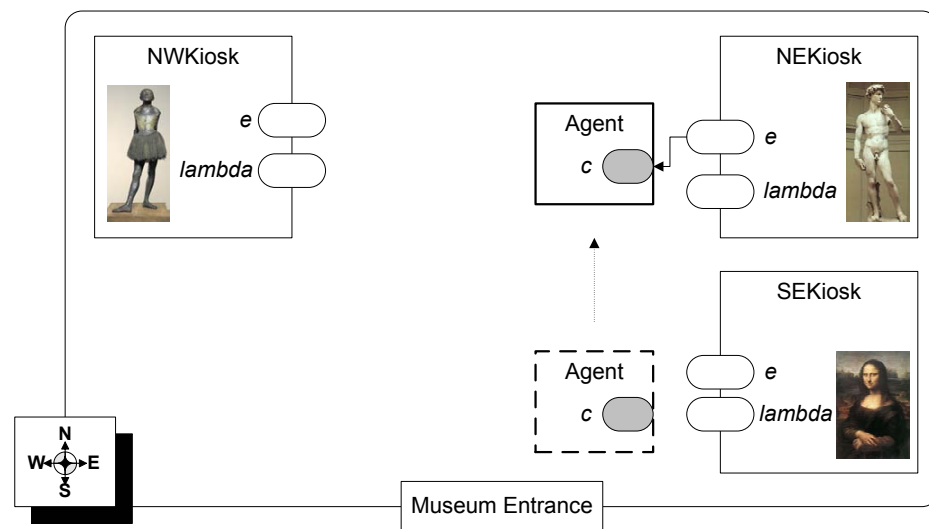 NWKiosk
e
lambda
Agent
c
NEKiosk
e
lambda
SEKiosk
Agent
c
e
lambda
N
W E
S
Museum Entrance